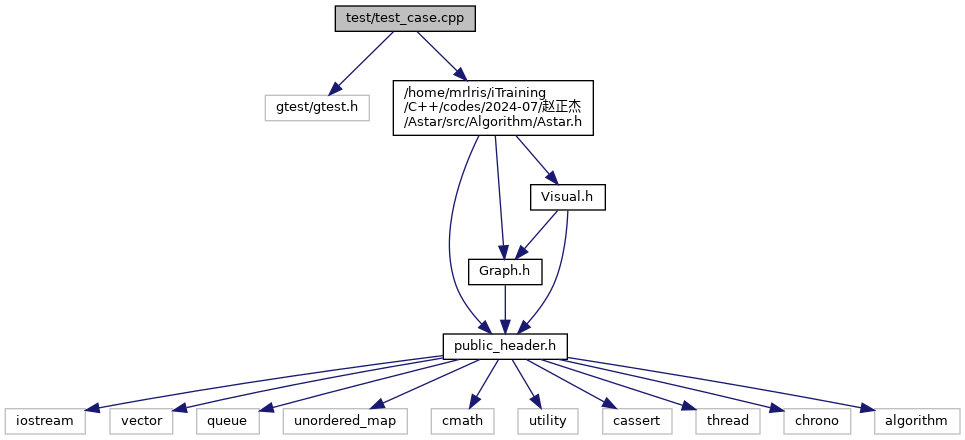 test/test_case.cpp
gtest/gtest.h
/home/mrlris/iTraining
/C++/codes/2024-07/赵正杰
/Astar/src/Algorithm/Astar.h
Visual.h
Graph.h
public_header.h
iostream
vector
queue
unordered_map
cmath
utility
cassert
thread
chrono
algorithm